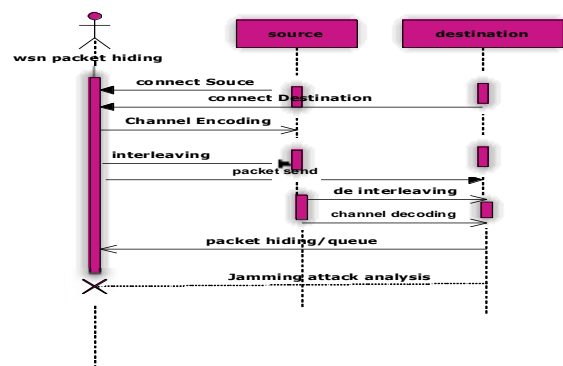 source
destination
wsn packet hiding
connect Souce
connect Destination
Channel Encoding
interleaving
packet send
de interleaving
channel decoding
packet hiding/queue
Jamming attack analysis